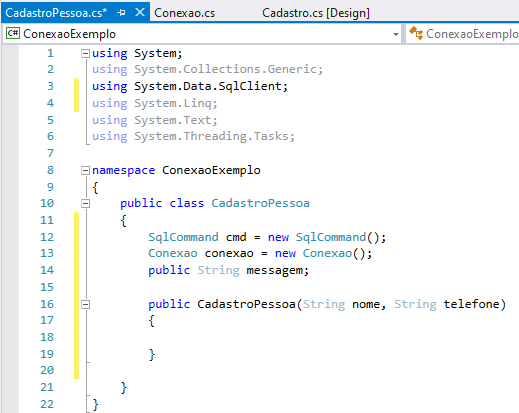 CadastroPessoa.cs* Conexao.cs Cadastro.cs [Design]
C# ConexaoExemplo ConexaoExemplo
1 using System;
2 using System.Collections.Generic;
3 using System.Data.SqlClient;
4 using System.Linq;
5 using System.Text;
6 using System.Threading.Tasks;
7
8 namespace ConexaoExemplo
9 {
10 public class CadastroPessoa
11 {
12 SqlCommand cmd = new SqlCommand();
13 Conexao conexao = new Conexao();
14 public String messagem;
15
16 public CadastroPessoa(String nome, String telefone)
17 {
18
19 }
20
21 }
22 }